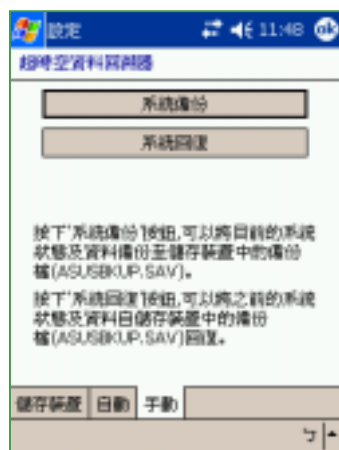 設定 11:48 ok
超時空資料回溯器
系統備份
系統回復
按下'系統備份'按鈕,可以將目前的系統
狀態及資料備份至儲存裝置中的備份
檔(ASUSBKUP.SAV)。
按下'系統回復'按鈕,可以將之前的系統
狀態及資料自儲存裝置中的備份
檔(ASUSBKUP.SAV)回復。
儲存裝置 自動 手動
ㄅ